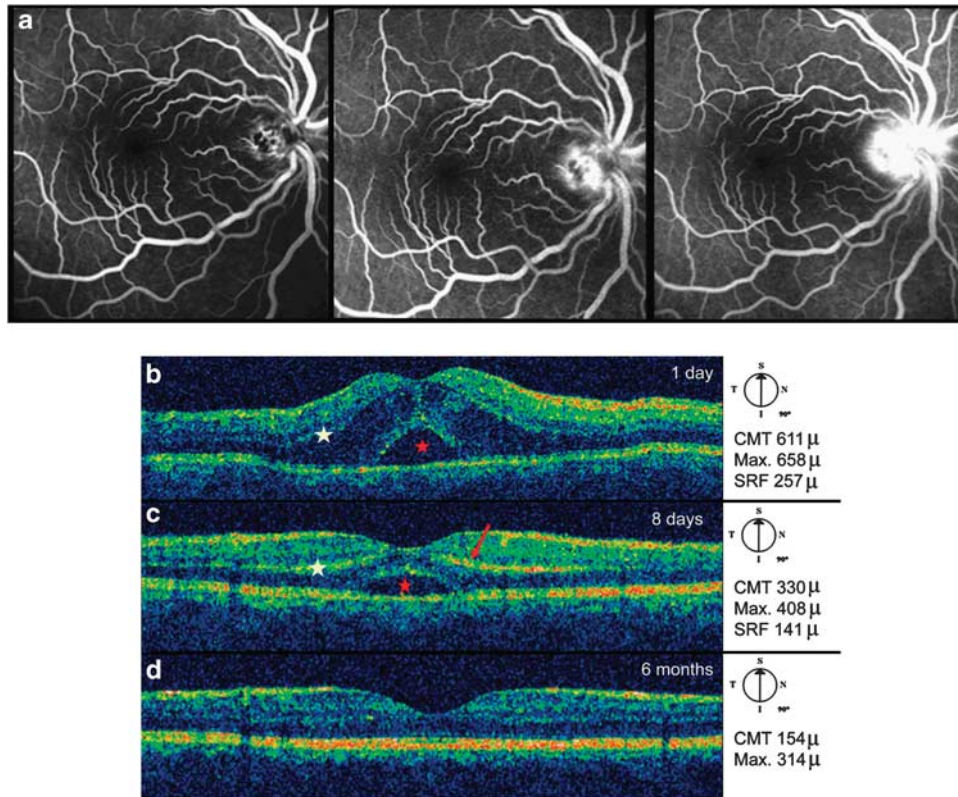 a
b
1 day
S
T
N
I
90°
CMT 611 µ
Max. 658 µ
SRF 257 µ
c
8 days
S
T
N
I
90°
CMT 330 µ
Max. 408 µ
SRF 141 µ
d
6 months
S
T
N
I
90°
CMT 154 µ
Max. 314 µ